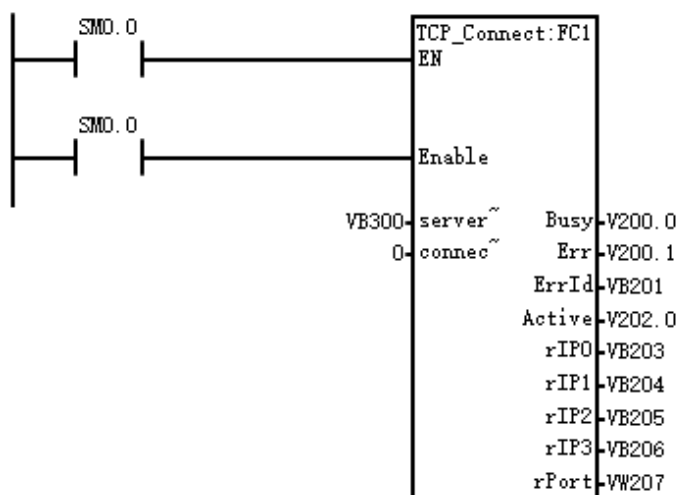 SM0.0
TCP_Connect:FC1
EN
SM0.0
Enable
VB300 server~ Busy V200.0
0 connec~ Err V200.1
ErrId VB201
Active V202.0
rIP0 VB203
rIP1 VB204
rIP2 VB205
rIP3 VB206
rPort VW207